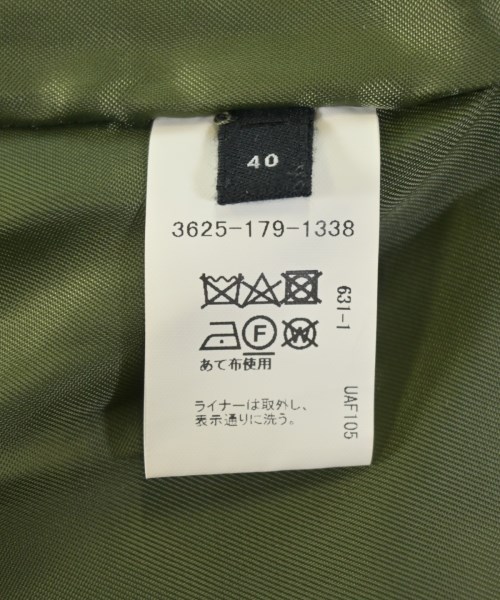 40
3625-179-1338
F W
あて布使用
ライナーは取外し、
表示通りに洗う。
631-1
UAF105